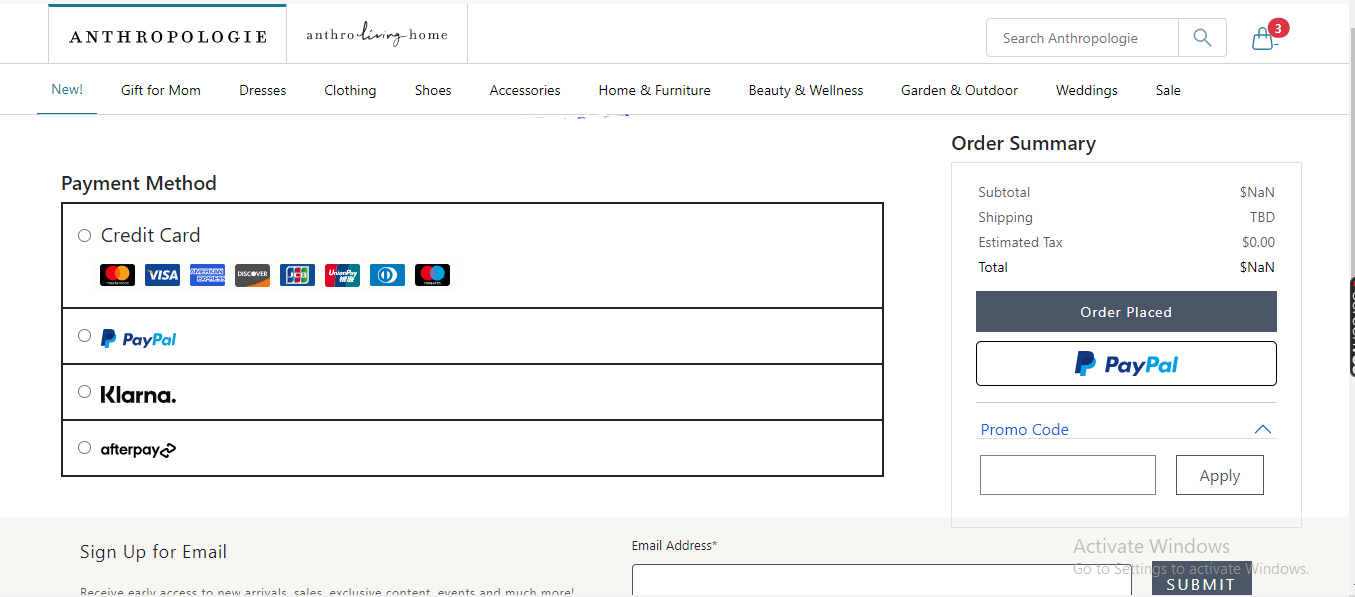 ANTHROPOLOGIE
anthro living home
Search Anthropologie
3
New! Gift for Mom Dresses Clothing Shoes Accessories Home & Furniture Beauty & Wellness Garden & Outdoor Weddings Sale
Payment Method
Credit Card
mastercard VISA AMERICAN EXPRESS DISCOVER JCB UnionPay maestro
PayPal
Klarna.
afterpay
Order Summary
Subtotal $NaN
Shipping TBD
Estimated Tax $0.00
Total $NaN
Order Placed
PayPal
Promo Code
Apply
Sign Up for Email
Receive early access to new arrivals, sales, exclusive content, events and much more!
Email Address*
SUBMIT
Activate Windows
Go to Settings to activate Windows.